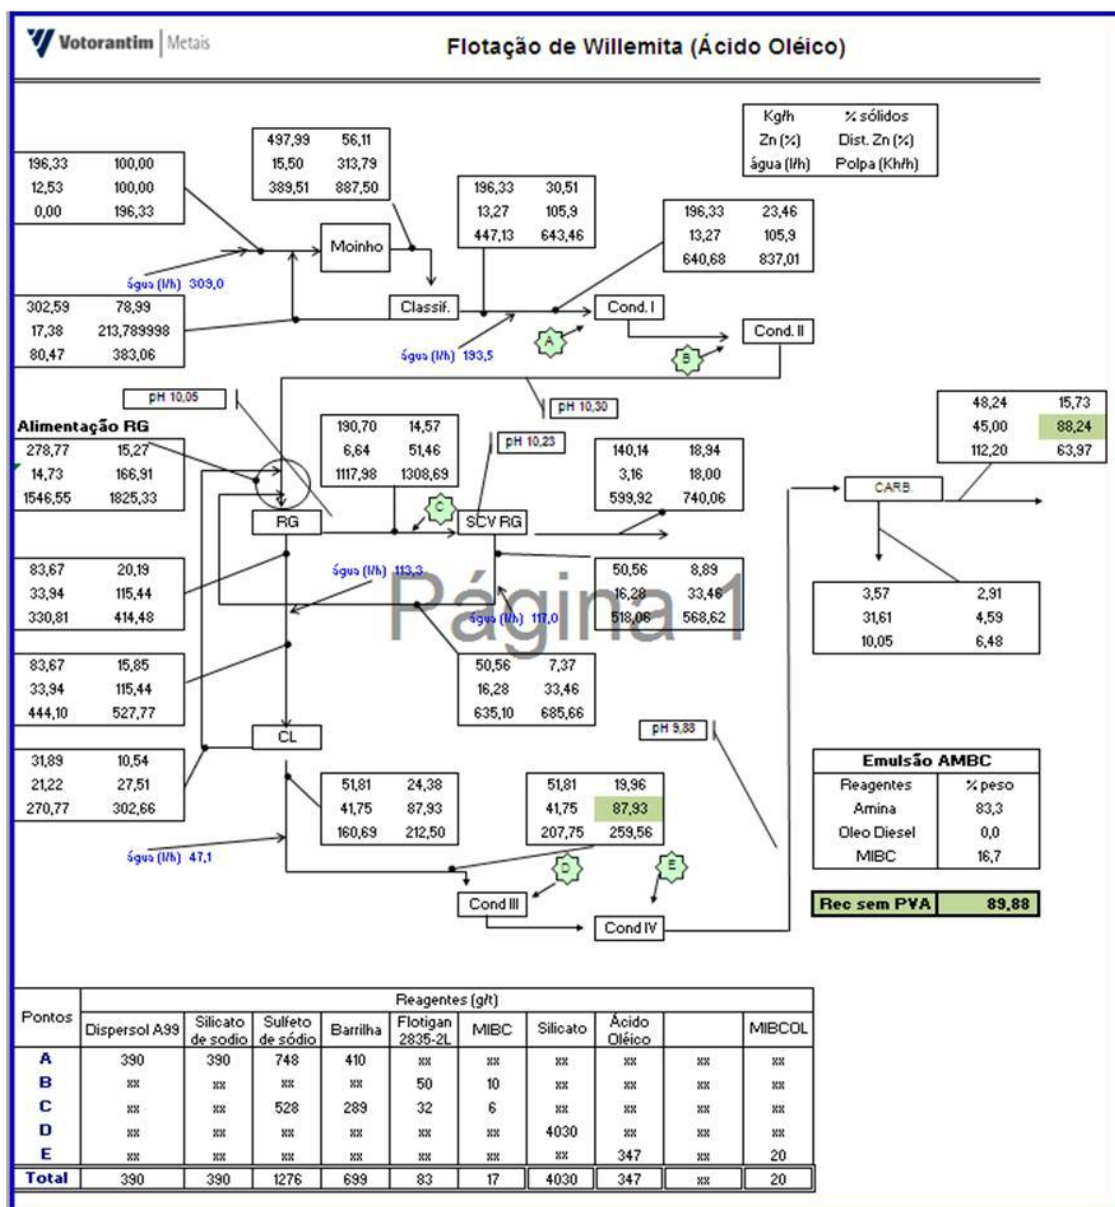 Votorantim | Metais
Flotação de Willemita (Ácido Oléico)
Kg/h % sólidos
Zn (%) Dist. Zn (%)
água (l/h) Polpa (Kh/h)
497,99 56,11
15,50 313,79
389,51 887,50
196,33 100,00
12,53 100,00
0,00 196,33
196,33 30,51
13,27 105,9
447,13 643,46
196,33 23,46
13,27 105,9
640,68 837,01
Moinho
água (l/h) 309,0
302,59 78,99
17,38 213,789998
80,47 383,06
Classif.
Cond. I
Cond. II
água (l/h) 193,5
A
B
pH 10,05
pH 10,30
pH 10,23
Alimentação RG
278,77 15,27
14,73 166,91
1546,55 1825,33
190,70 14,57
6,64 51,46
1117,98 1308,69
140,14 18,94
3,16 18,00
599,92 740,06
48,24 15,73
45,00 88,24
112,20 63,97
CARB.
RG
C
SCV RG
83,67 20,19
33,94 115,44
330,81 414,48
água (l/h) 113,3
Página 1
água (l/h) 117,0
50,56 8,89
16,28 33,46
518,06 568,62
3,57 2,91
31,61 4,59
10,05 6,48
83,67 15,85
33,94 115,44
444,10 527,77
50,56 7,37
16,28 33,46
635,10 685,66
pH 9,88
CL
31,89 10,54
21,22 27,51
270,77 302,66
51,81 24,38
41,75 87,93
160,69 212,50
51,81 19,96
41,75 87,93
207,75 259,56
Emulsão AMBC
Reagentes % peso
Amina 83,3
Oleo Diesel 0,0
MIBC 16,7
água (l/h) 47,1
D
E
Cond III
Cond IV
Rec sem PVA 89,88
Reagentes (g/t)
Pontos Dispersol A99 Silicato de sodio Sulfeto de sódio Barrilha Flotigan 2835-2L MIBC Silicato Ácido Oléico MIBCOL
A 390 390 748 410 xx xx xx xx xx xx
B xx xx xx xx 50 10 xx xx xx xx
C xx xx 528 289 32 6 xx xx xx xx
D xx xx xx xx xx xx 4030 xx xx xx
E xx xx xx xx xx xx xx 347 xx 20
Total 390 390 1276 699 83 17 4030 347 xx 20